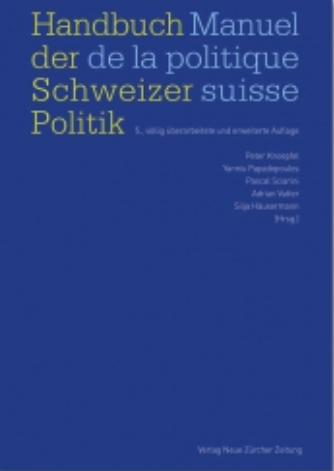 Handbuch Manuel
der de la politique
Schweizer suisse
Politik 5., völlig überarbeitete und erweiterte Auflage
Peter Knoepfel
Yannis Papadopoulos
Pascal Sciarini
Adrian Vatter
Silja Häusermann
(Hrsg.)
Verlag Neue Zürcher Zeitung